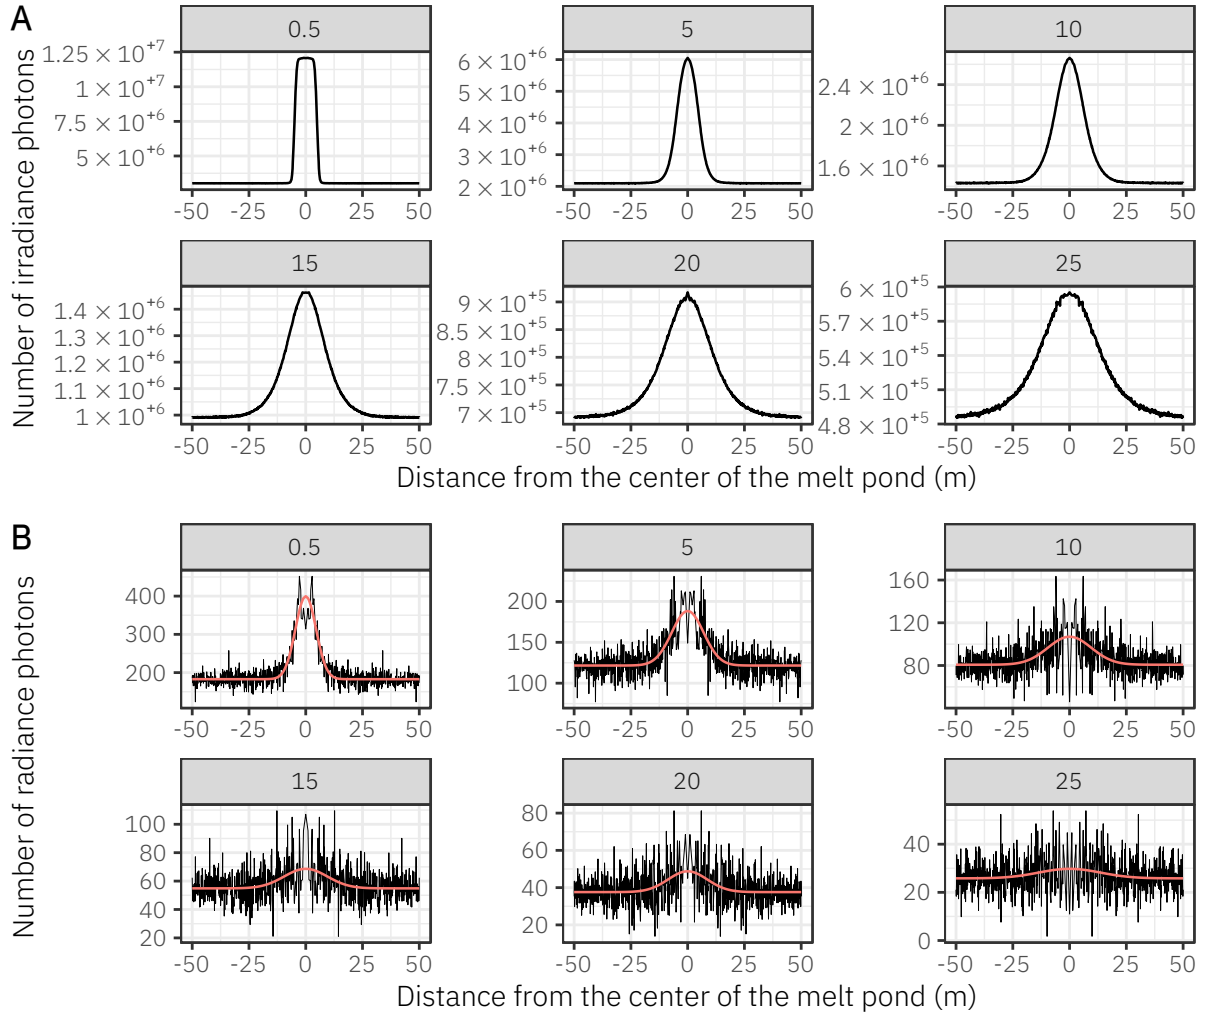 A
Number of irradiance photons
0.5
5
10
1.25 × 10⁺⁷
1 × 10⁺⁷
7.5 × 10⁺⁶
5 × 10⁺⁶
-50 -25 0 25 50
6 × 10⁺⁶
5 × 10⁺⁶
4 × 10⁺⁶
3 × 10⁺⁶
2 × 10⁺⁶
-50 -25 0 25 50
2.4 × 10⁺⁶
2 × 10⁺⁶
1.6 × 10⁺⁶
-50 -25 0 25 50
15
20
25
1.4 × 10⁺⁶
1.3 × 10⁺⁶
1.2 × 10⁺⁶
1.1 × 10⁺⁶
1 × 10⁺⁶
-50 -25 0 25 50
9 × 10⁺⁵
8.5 × 10⁺⁵
8 × 10⁺⁵
7.5 × 10⁺⁵
7 × 10⁺⁵
-50 -25 0 25 50
6 × 10⁺⁵
5.7 × 10⁺⁵
5.4 × 10⁺⁵
5.1 × 10⁺⁵
4.8 × 10⁺⁵
-50 -25 0 25 50
Distance from the center of the melt pond (m)
B
Number of radiance photons
0.5
5
10
400
300
200
-50 -25 0 25 50
200
150
100
-50 -25 0 25 50
160
120
80
-50 -25 0 25 50
15
20
25
100
80
60
40
20
-50 -25 0 25 50
80
60
40
20
-50 -25 0 25 50
40
20
0
-50 -25 0 25 50
Distance from the center of the melt pond (m)